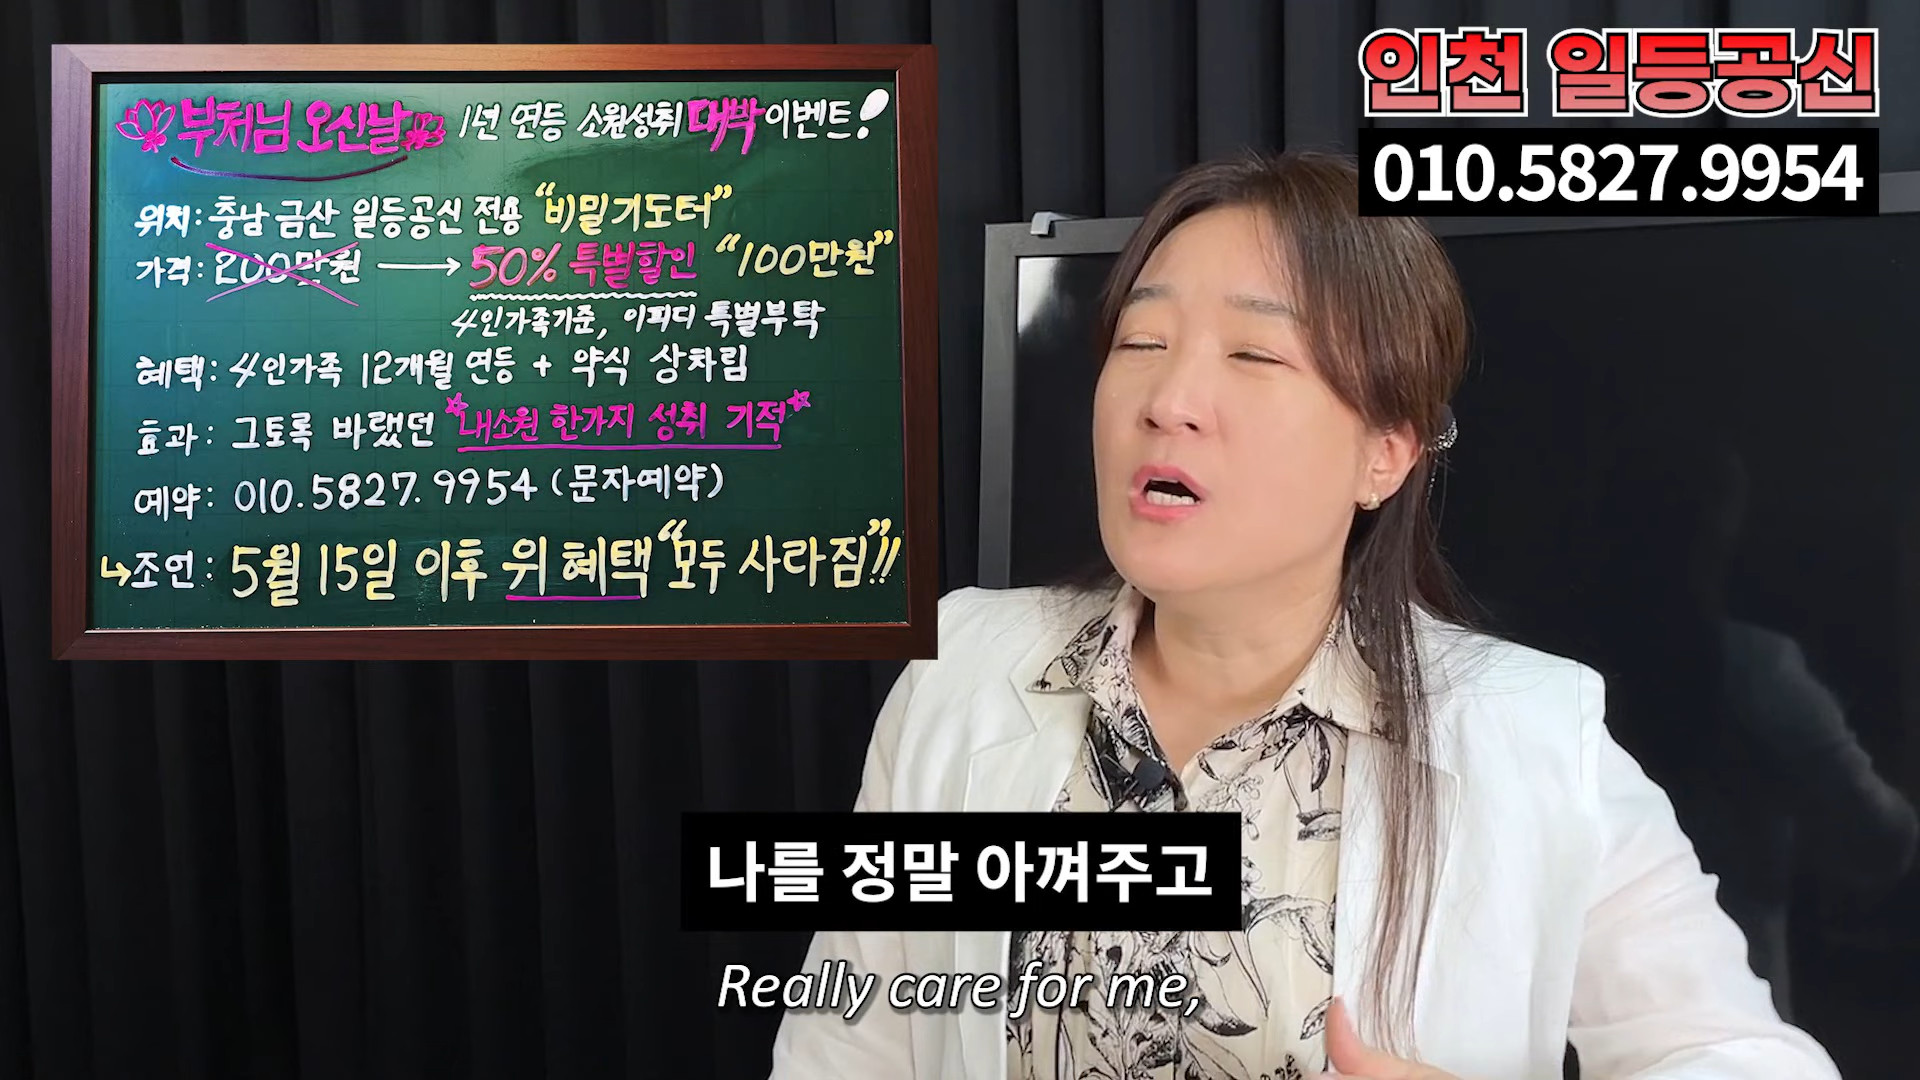 부처님 오신날 1년 연등 소원성취 대박 이벤트!
위치: 충남 금산 일등공신 전용 "비밀기도터"
가격: 200만원 → 50% 특별할인 "100만원"
4인가족기준, 이피디 특별부탁
혜택: 4인가족 12개월 연등 + 약식 상차림
효과: 그토록 바랬던 *내소원 한가지 성취 기적*
예약: 010.5827.9954 (문자예약)
↳조언: 5월 15일 이후 위 혜택 "모두 사라짐"!!
인천 일등공신
010.5827.9954
나를 정말 아껴주고
Really care for me,